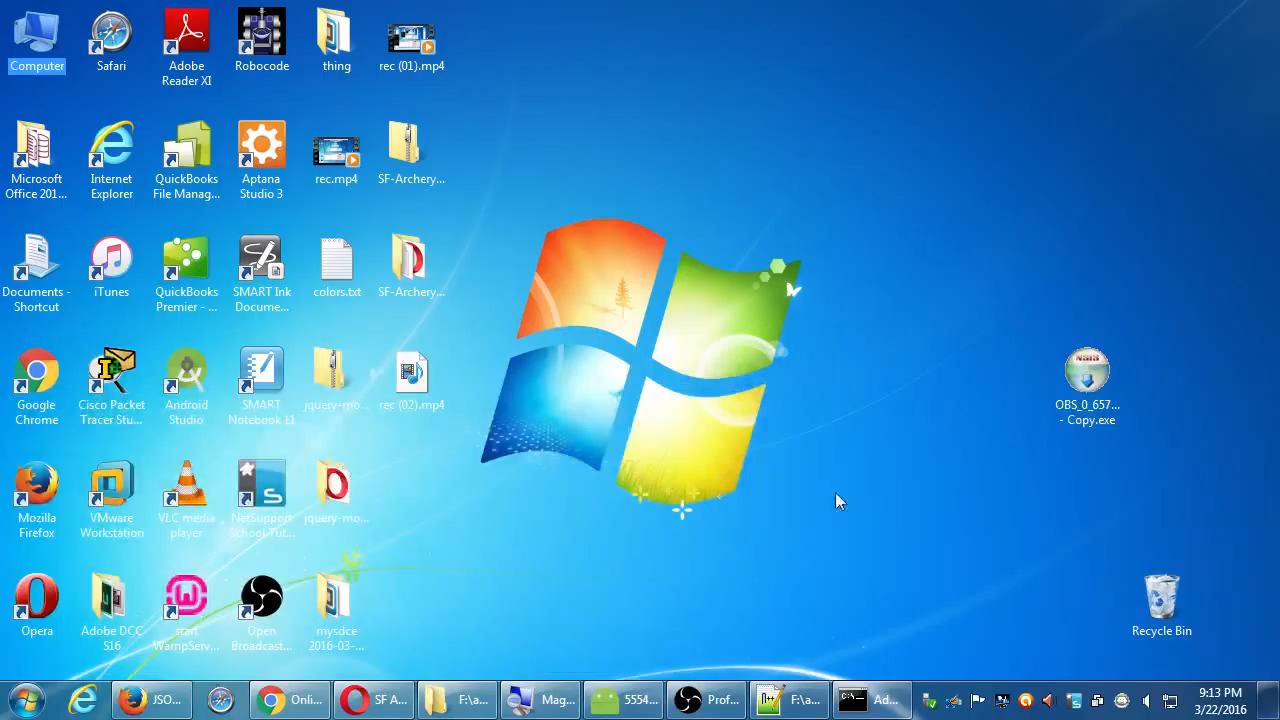 Computer
Safari
Adobe
Reader XI
Robocode
thing
rec (01).mp4
Microsoft
Office 201...
Internet
Explorer
QuickBooks
File Manag...
Aptana
Studio 3
rec.mp4
SF-Archery...
Documents -
Shortcut
iTunes
QuickBooks
Premier - ...
SMART Ink
Docume...
colors.txt
SF-Archery...
Google
Chrome
Cisco Packet
Tracer Stu...
Android
Studio
SMART
Notebook 11
jquery-mo...
rec (02).mp4
OBS_0_657...
- Copy.exe
Mozilla
Firefox
VMware
Workstation
VLC media
player
NetSupport
School Tut...
jquery-mo...
Opera
Adobe DCC
S16
start
WampServ...
Open
Broadcast...
mysdce
2016-03-...
Recycle Bin
JSO...
Onli...
SF A...
F:\a...
Mag...
5554...
Prof...
F:\a...
Ad...
9:13 PM
3/22/2016